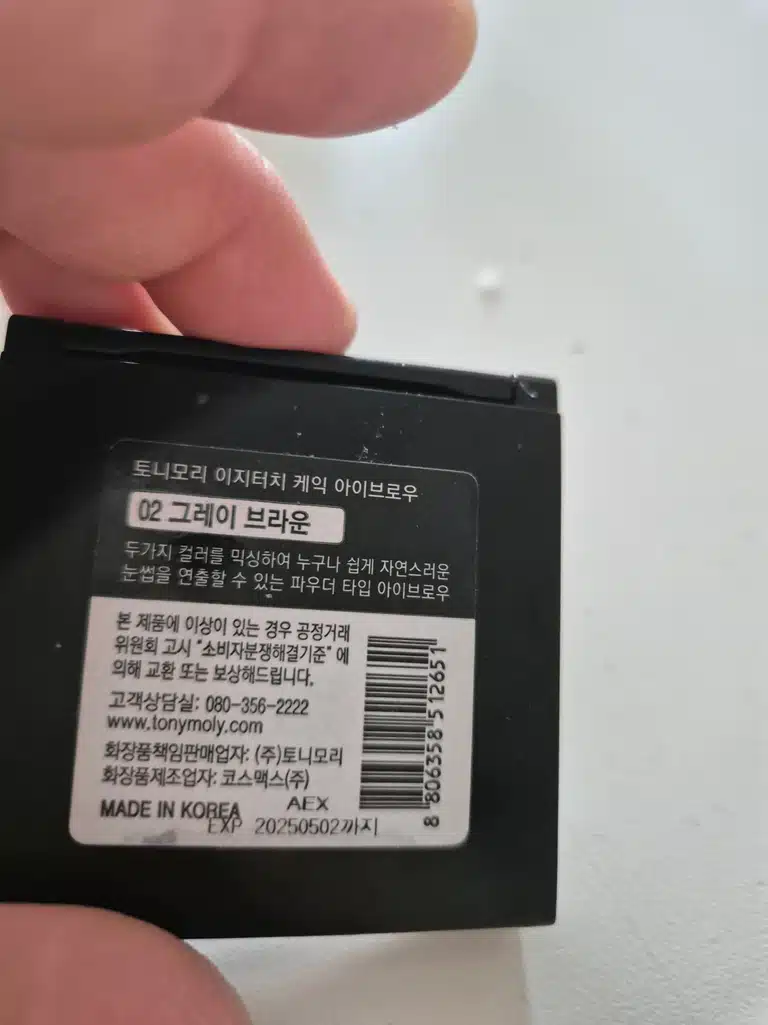 토니모리 이지터치 케익 아이브로우
02 그레이 브라운
두가지 컬러를 믹싱하여 누구나 쉽게 자연스러운
눈썹을 연출할 수 있는 파우더 타입 아이브로우
본 제품에 이상이 있는 경우 공정거래
위원회 고시 "소비자분쟁해결기준" 에
의해 교환 또는 보상해드립니다.
고객상담실: 080-356-2222
www.tonymoly.com
화장품책임판매업자: (주)토니모리
화장품제조업자: 코스맥스(주)
MADE IN KOREA
AEX
EXP 20250502까지
8 806358 512651